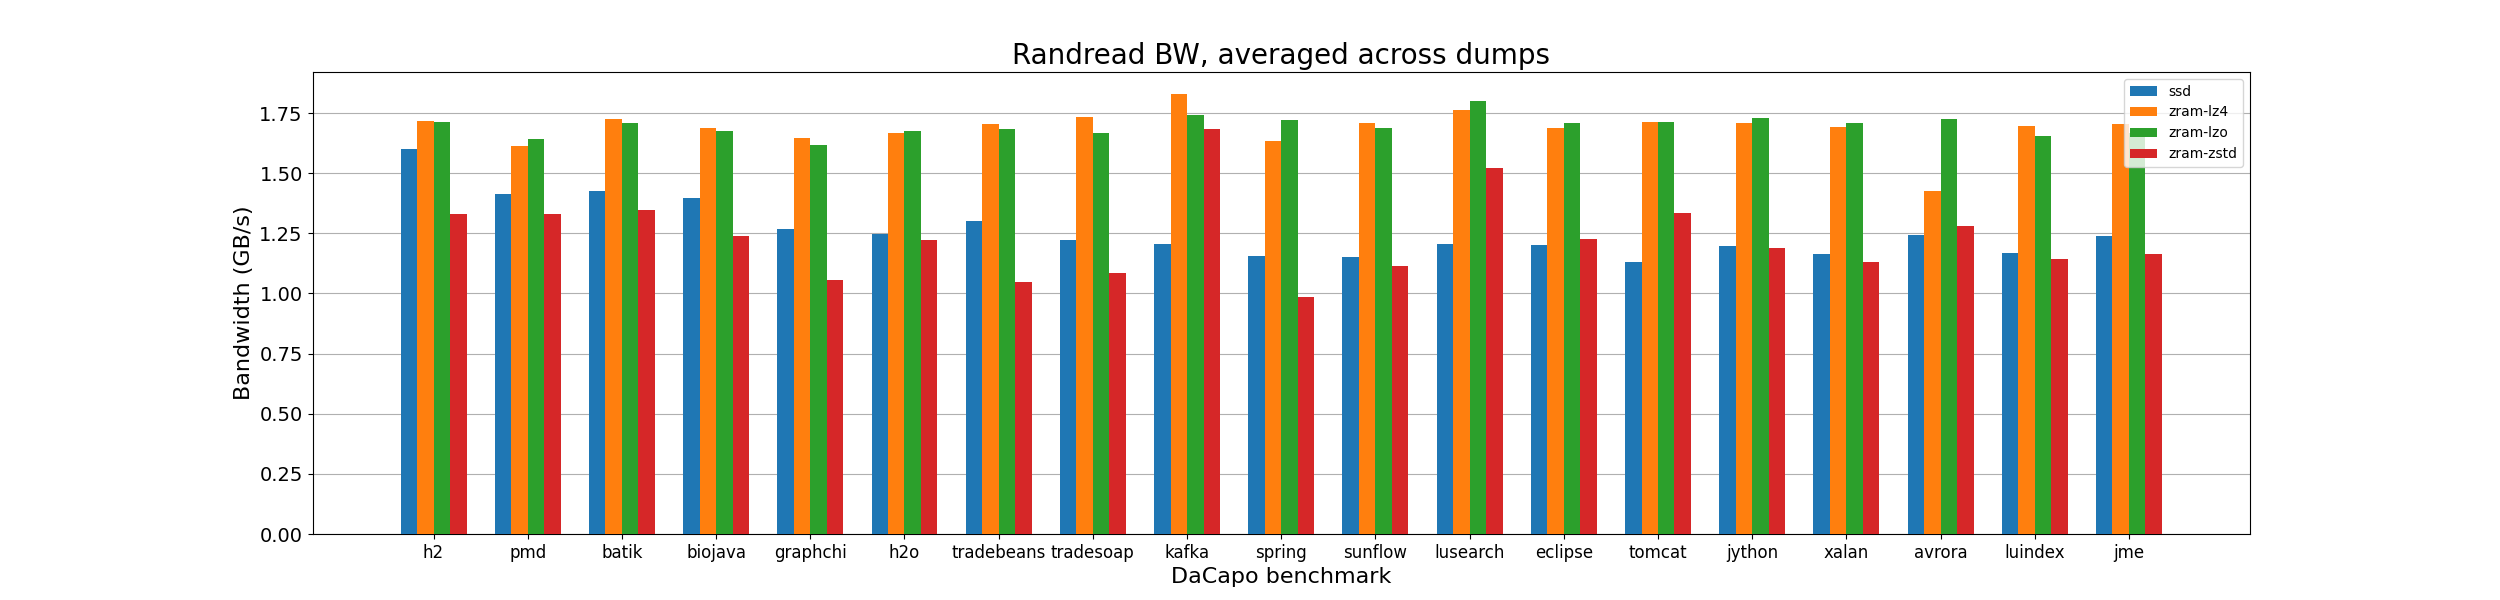 Randread BW, averaged across dumps
Bandwidth (GB/s)
1.75
1.50
1.25
1.00
0.75
0.50
0.25
0.00
ssd
zram-lz4
zram-lzo
zram-zstd
h2 pmd batik biojava graphchi h2o tradebeans tradesoap kafka spring sunflow lusearch eclipse tomcat jython xalan avrora luindex jme
DaCapo benchmark